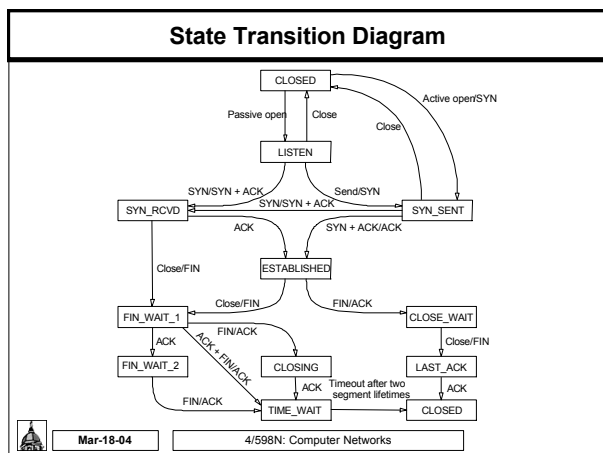 State Transition Diagram
CLOSED
Active open/SYN
Passive open
Close
Close
LISTEN
SYN/SYN + ACK
Send/SYN
SYN/SYN + ACK
SYN_RCVD
SYN_SENT
ACK
SYN + ACK/ACK
ESTABLISHED
Close/FIN
Close/FIN
FIN/ACK
FIN_WAIT_1
CLOSE_WAIT
FIN/ACK
ACK
ACK + FIN/ACK
Close/FIN
FIN_WAIT_2
CLOSING
LAST_ACK
ACK
Timeout after two
segment lifetimes
ACK
FIN/ACK
TIME_WAIT
CLOSED
Mar-18-04
4/598N: Computer Networks